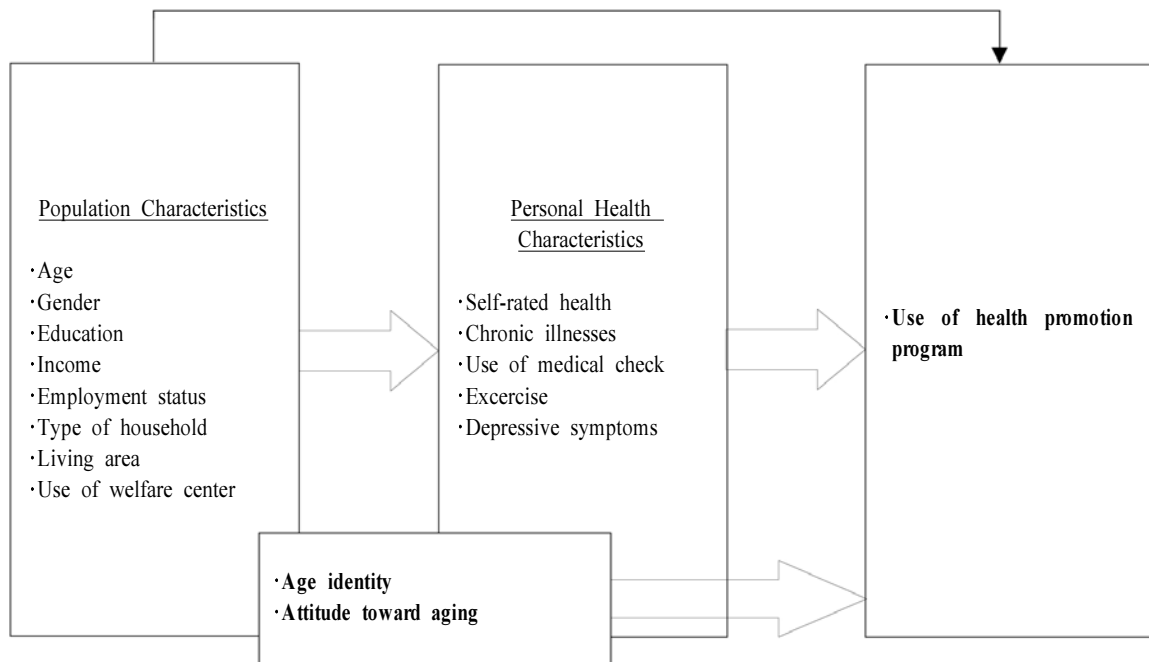 Population Characteristics
·Age
·Gender
·Education
·Income
·Employment status
·Type of household
·Living area
·Use of welfare center
Personal Health
Characteristics
·Self-rated health
·Chronic illnesses
·Use of medical check
·Excercise
·Depressive symptoms
·Age identity
·Attitude toward aging
·Use of health promotion
program